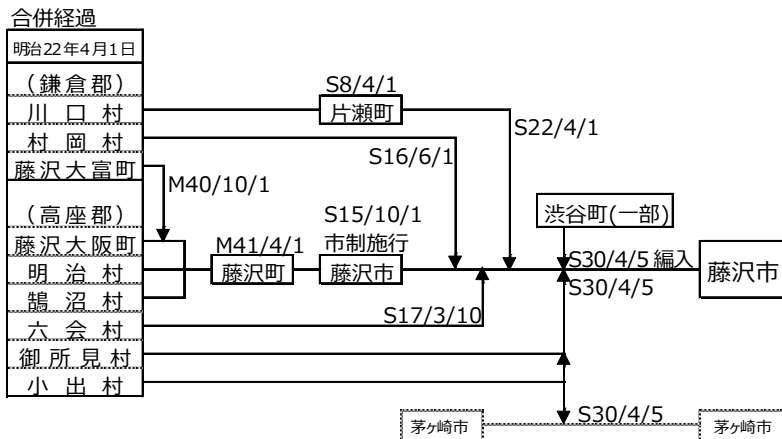 合併経過
明治22年4月1日
(鎌倉郡)
川口村
村岡村
藤沢大富町
(高座郡)
藤沢大阪町
明治村
鵠沼村
六会村
御所見村
小出村
S8/4/1
片瀬町
S22/4/1
S16/6/1
M40/10/1
S15/10/1
市制施行
藤沢市
M41/4/1
藤沢町
渋谷町(一部)
S30/4/5 編入
S30/4/5
藤沢市
S17/3/10
S30/4/5
茅ヶ崎市
茅ヶ崎市